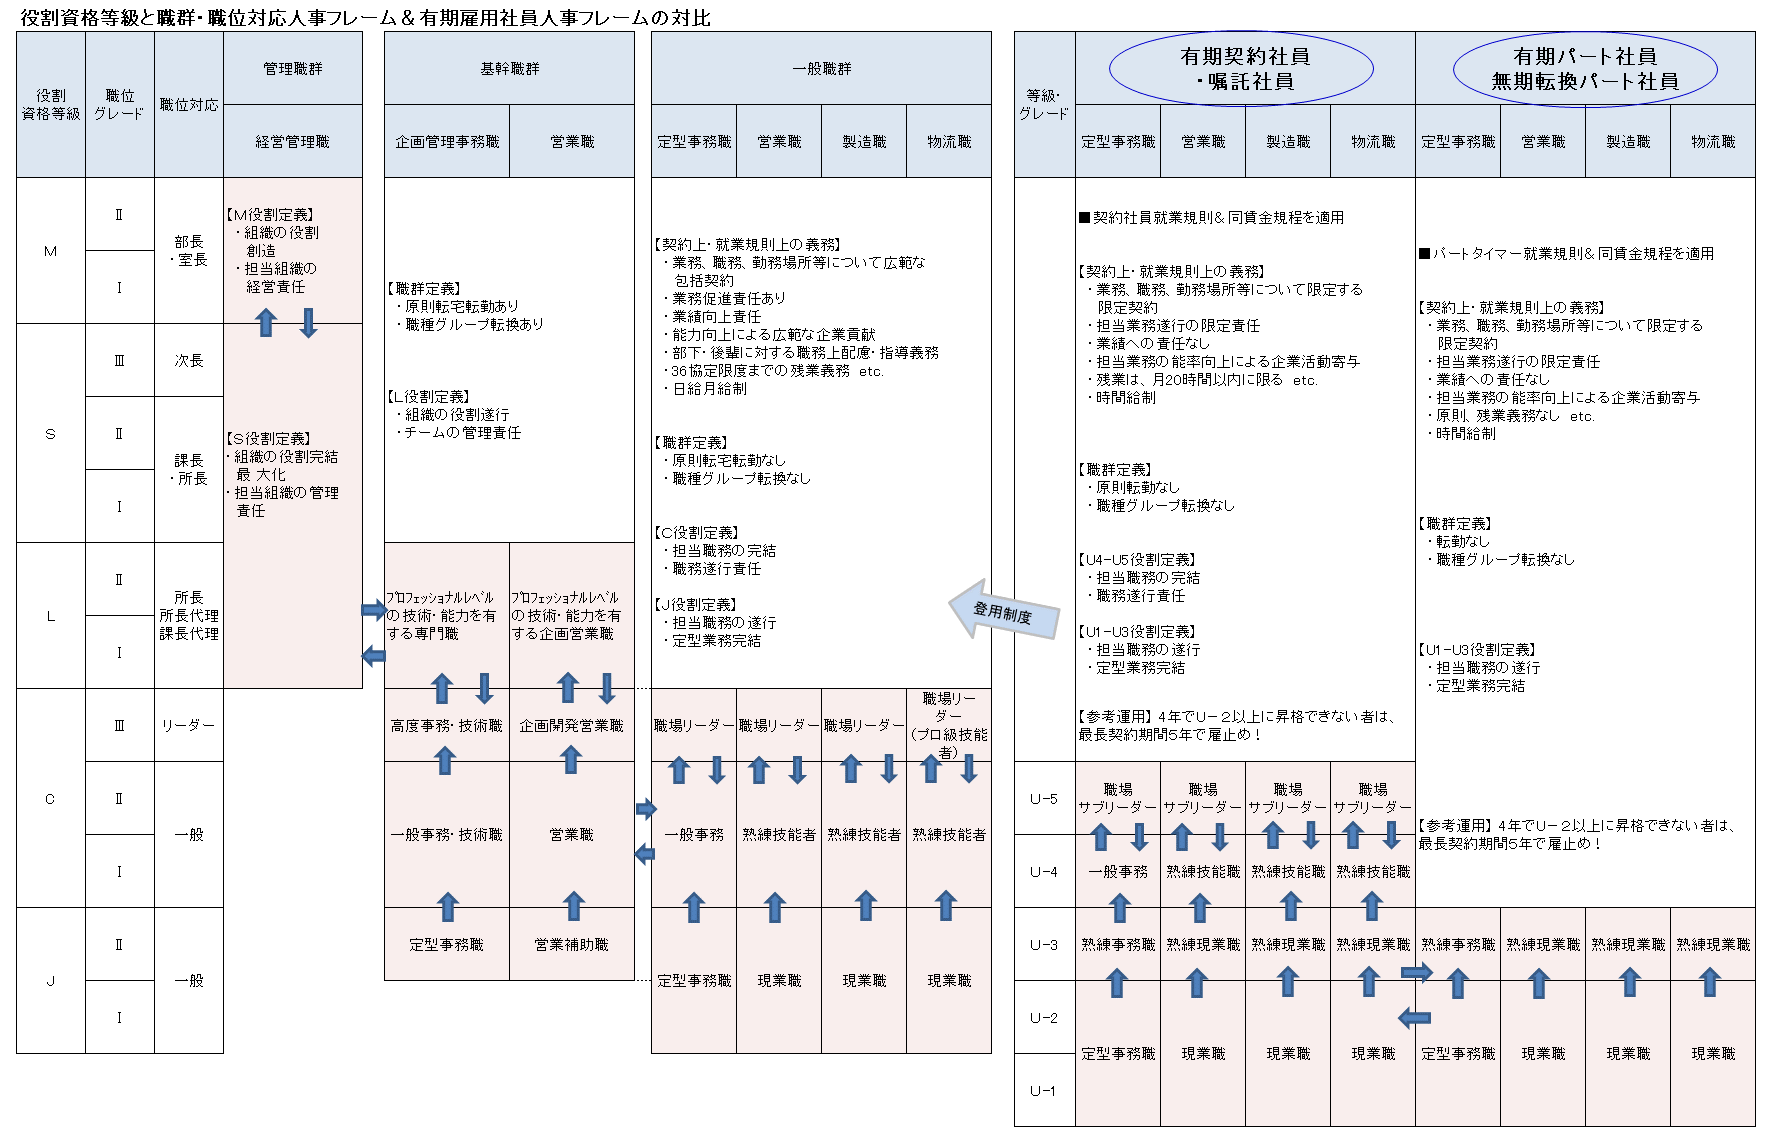 役割資格等級と職群・職位対応人事フレーム＆有期雇用社員人事フレームの対比
役割
資格等級
職位
グレード
職位対応
管理職群
経営管理職
基幹職群
企画管理事務職
営業職
一般職群
定型事務職
営業職
製造職
物流職
等級・
グレード
有期契約社員
・嘱託社員
定型事務職
営業職
製造職
物流職
有期パート社員
無期転換パート社員
定型事務職
営業職
製造職
物流職
M
Ⅱ
Ⅰ
部長
・室長
S
Ⅲ
次長
Ⅱ
Ⅰ
課長
・所長
L
Ⅱ
Ⅰ
所長
所長代理
課長代理
C
Ⅲ
リーダー
Ⅱ
Ⅰ
一般
J
Ⅱ
Ⅰ
一般
【M役割定義】
・組織の役割
創造
・担当組織の
経営責任
【S役割定義】
・組織の役割完結
最 大化
・担当組織の管理
責任
【職群定義】
・原則転宅転勤あり
・職種グループ転換あり
【L役割定義】
・組織の役割遂行
・チームの管理責任
ﾌﾟﾛﾌｪｯｼｮﾅﾙﾚﾍﾞﾙ
の技術・能力を有
する専門職
ﾌﾟﾛﾌｪｯｼｮﾅﾙﾚﾍﾞﾙ
の技術・能力を有
する企画営業職
高度事務・技術職
企画開発営業職
一般事務・技術職
営業職
定型事務職
営業補助職
【契約上・就業規則上の義務】
・業務、職務、勤務場所等について広範な
包括契約
・業務促進責任あり
・業績向上責任
・能力向上による広範な企業貢献
・部下・後輩に対する職務上配慮・指導義務
・36協定限度までの残業義務 etc.
・日給月給制
【職群定義】
・原則転宅転勤なし
・職種グループ転換なし
【C役割定義】
・担当職務の完結
・職務遂行責任
【J役割定義】
・担当職務の遂行
・定型業務完結
職場リーダー
職場リーダー
職場リーダー
職場リー
ダー
（プロ級技能
者）
一般事務
熟練技能者
熟練技能者
熟練技能者
定型事務職
現業職
現業職
現業職
登用制度
■契約社員就業規則＆同賃金規程を適用
【契約上・就業規則上の義務】
・業務、職務、勤務場所等について限定する
限定契約
・担当業務遂行の限定責任
・業績への責任なし
・担当業務の能率向上による企業活動寄与
・残業は、月20時間以内に限る etc.
・時間給制
【職群定義】
・原則転勤なし
・職種グループ転換なし
【U4−U5役割定義】
・担当職務の完結
・職務遂行責任
【U1−U3役割定義】
・担当職務の遂行
・定型業務完結
【参考運用】４年でU−２以上に昇格できない者は、
最長契約期間５年で雇止め！
■パートタイマー就業規則＆同賃金規程を適用
【契約上・就業規則上の義務】
・業務、職務、勤務場所等について限定する
限定契約
・担当業務遂行の限定責任
・業績への責任なし
・担当業務の能率向上による企業活動寄与
・原則、残業義務なし etc.
・時間給制
【職群定義】
・転勤なし
・職種グループ転換なし
【U1−U3役割定義】
・担当職務の遂行
・定型業務完結
【参考運用】４年でU−２以上に昇格できない者は、
最長契約期間５年で雇止め！
U−5
職場
サブリーダー
職場
サブリーダー
職場
サブリーダー
職場
サブリーダー
U−4
一般事務
熟練技能職
熟練技能職
熟練技能職
U−3
熟練事務職
熟練現業職
熟練現業職
熟練現業職
熟練事務職
熟練現業職
熟練現業職
熟練現業職
U−2
定型事務職
現業職
現業職
現業職
定型事務職
現業職
現業職
現業職
U−1